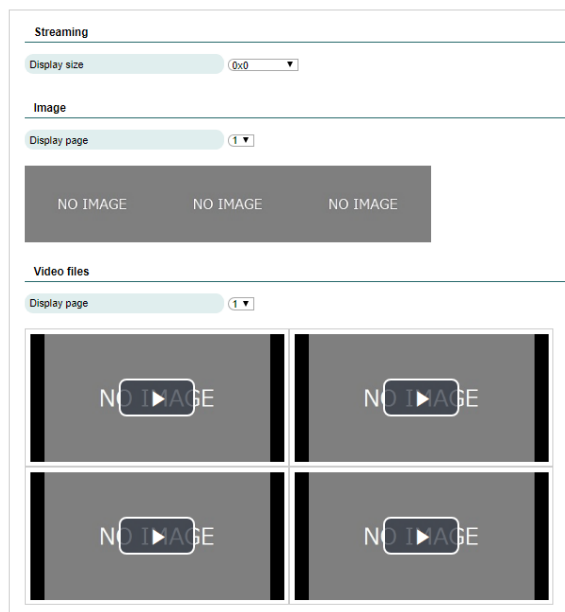 Streaming
Display size 0x0
Image
Display page 1
NO IMAGE NO IMAGE NO IMAGE
Video files
Display page 1
NO IMAGE NO IMAGE
NO IMAGE NO IMAGE